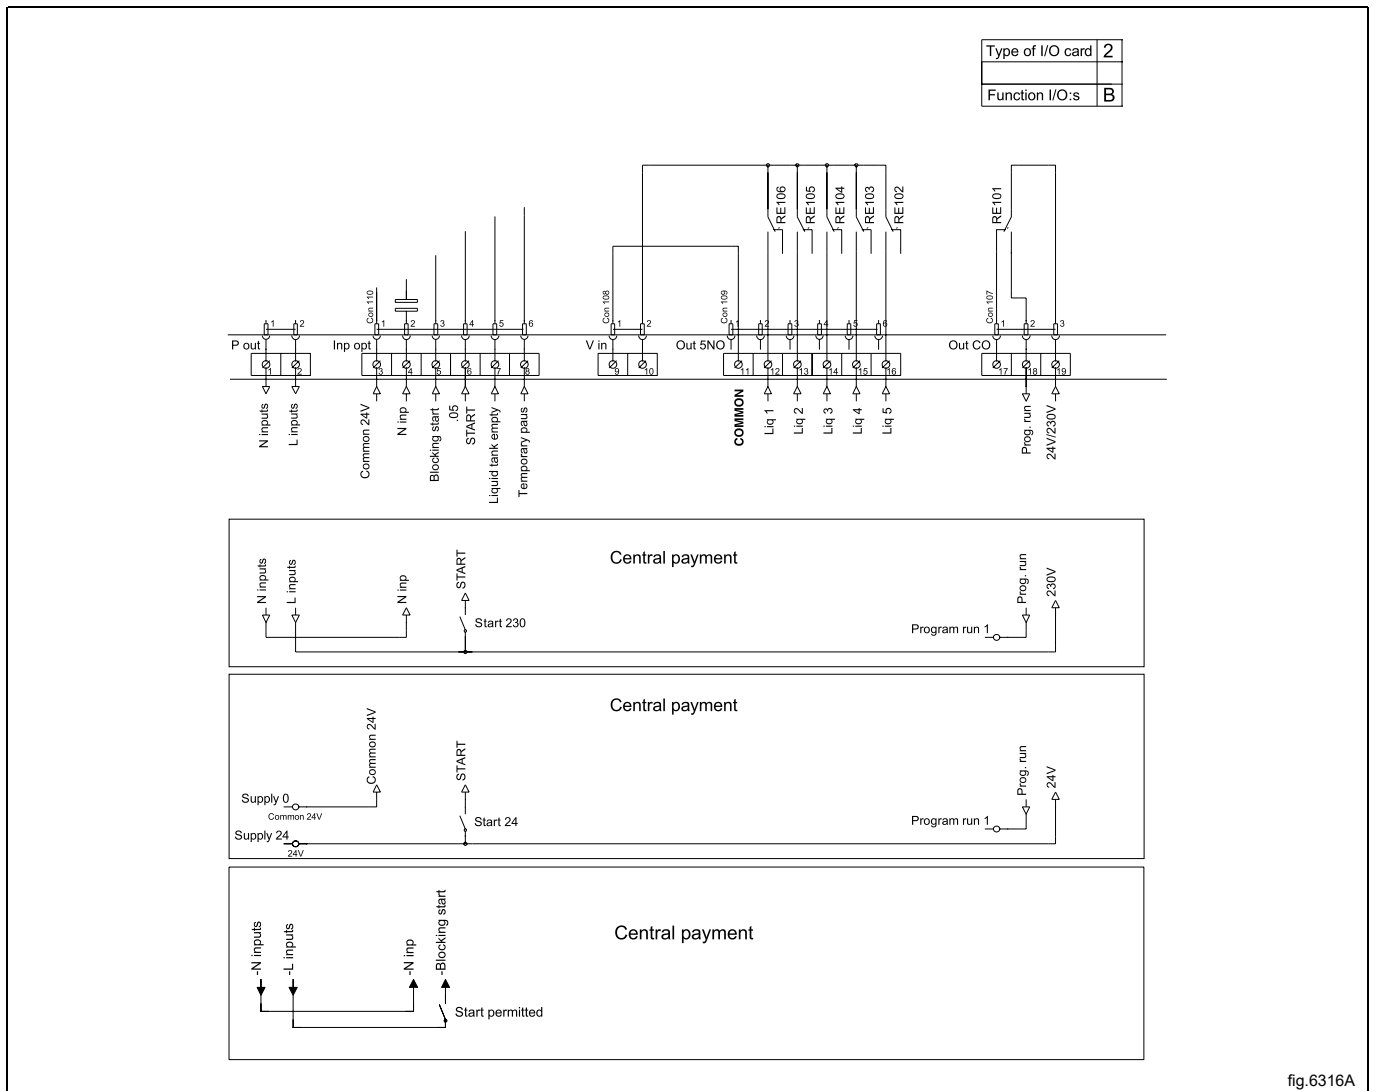 Type of I/O card 2
Function I/O:s B
RE106
RE105
RE104
RE103
RE102
RE101
Con 110
Con 108
Con 109
Con 107
1 2
1 2 3 4 5 6
1 2
1 2 3 4 5 6
1 2 3
P out
Inp opt
V in
Out 5NO
Out CO
1 2
3 4 5 6 7 8
9 10
11 12 13 14 15 16
17 18 19
N inputs
L inputs
Common 24V
N inp
Blocking start
.05
START
Liquid tank empty
Temporary paus
COMMON
Liq 1
Liq 2
Liq 3
Liq 4
Liq 5
Prog. run
24V/230V
Central payment
N inputs
L inputs
N inp
START
Start 230
Program run 1
Prog. run
230V
Central payment
Common 24V
START
Supply 0
Common 24V
Supply 24
24V
Start 24
Program run 1
Prog. run
24V
Central payment
-N inputs
-L inputs
-N inp
-Blocking start
Start permitted
fig.6316A